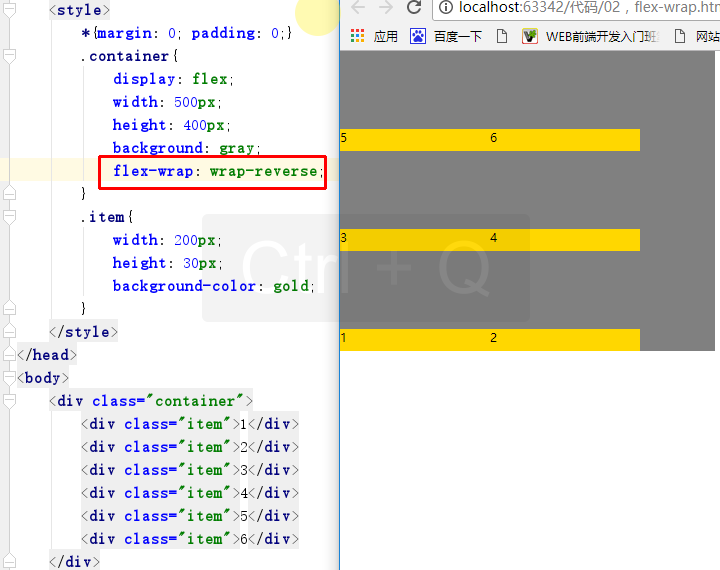 <style>
*{margin: 0; padding: 0;}
.container{
display: flex;
width: 500px;
height: 400px;
background: gray;
flex-wrap: wrap-reverse;
}
.item{
width: 200px;
height: 30px;
background-color: gold;
}
</style>
</head>
<body>
<div class="container">
<div class="item">1</div>
<div class="item">2</div>
<div class="item">3</div>
<div class="item">4</div>
<div class="item">5</div>
<div class="item">6</div>
</div>
Ctrl + Q
localhost:63342/代码/02，flex-wrap.htm
应用 百度一下 WEB前端开发入门班 网站
5 6
3 4
1 2